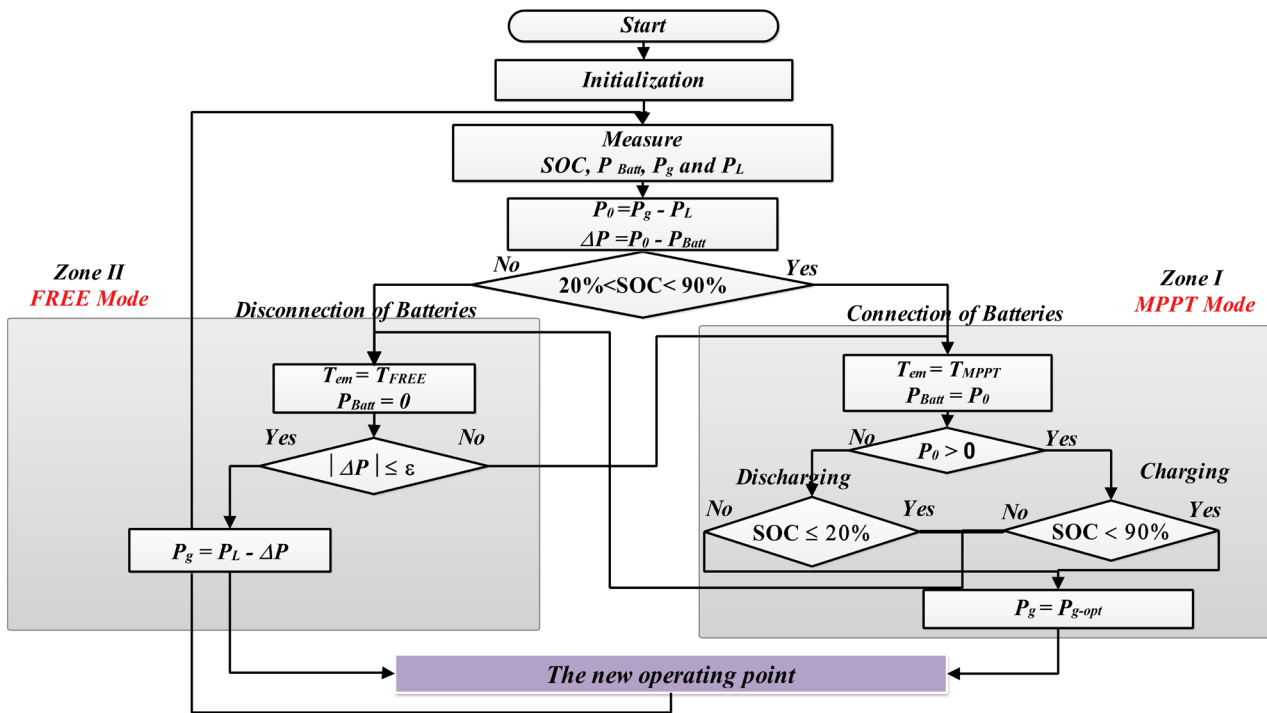 Start
Initialization
Measure
SOC, P Batt, Pg and PL
P0 =Pg - PL
ΔP =P0 - PBatt
No
Yes
20%<SOC< 90%
Zone II
FREE Mode
Zone I
MPPT Mode
Disconnection of Batteries
Connection of Batteries
Tem = TFREE
PBatt = 0
Tem = TMPPT
PBatt = P0
Yes
No
| ΔP | ≤ ε
No
Yes
P0 > 0
Discharging
Charging
No
Yes
SOC ≤ 20%
No
Yes
SOC < 90%
Pg = PL - ΔP
Pg = Pg-opt
The new operating point